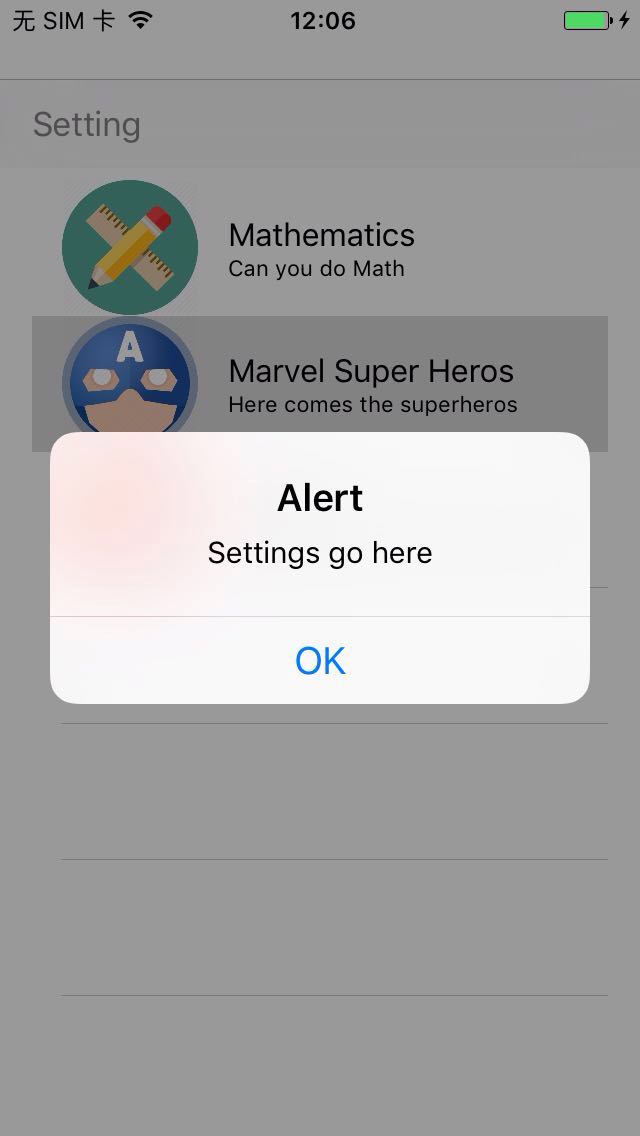 无 SIM 卡 12:06
Setting
Mathematics
Can you do Math
A
Marvel Super Heros
Here comes the superheros
Alert
Settings go here
OK